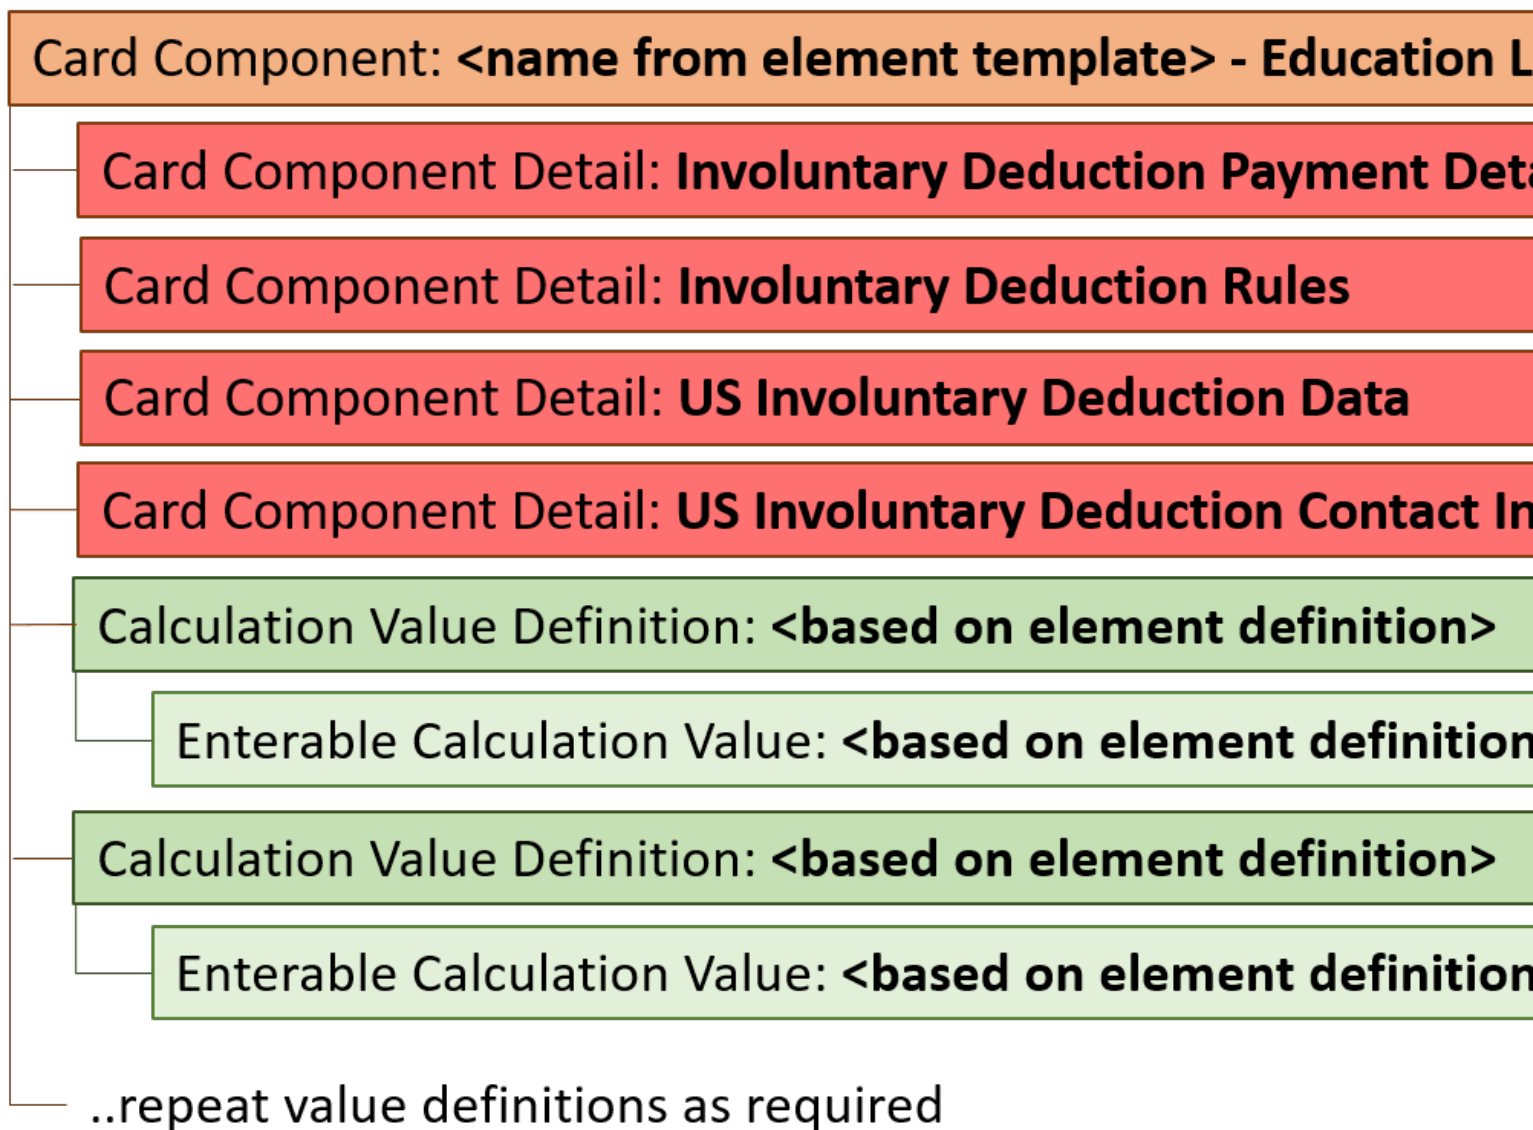 Card Component: <name from element template> - Education L
Card Component Detail: Involuntary Deduction Payment Deta
Card Component Detail: Involuntary Deduction Rules
Card Component Detail: US Involuntary Deduction Data
Card Component Detail: US Involuntary Deduction Contact In
Calculation Value Definition: <based on element definition>
Enterable Calculation Value: <based on element definition
Calculation Value Definition: <based on element definition>
Enterable Calculation Value: <based on element definition
..repeat value definitions as required